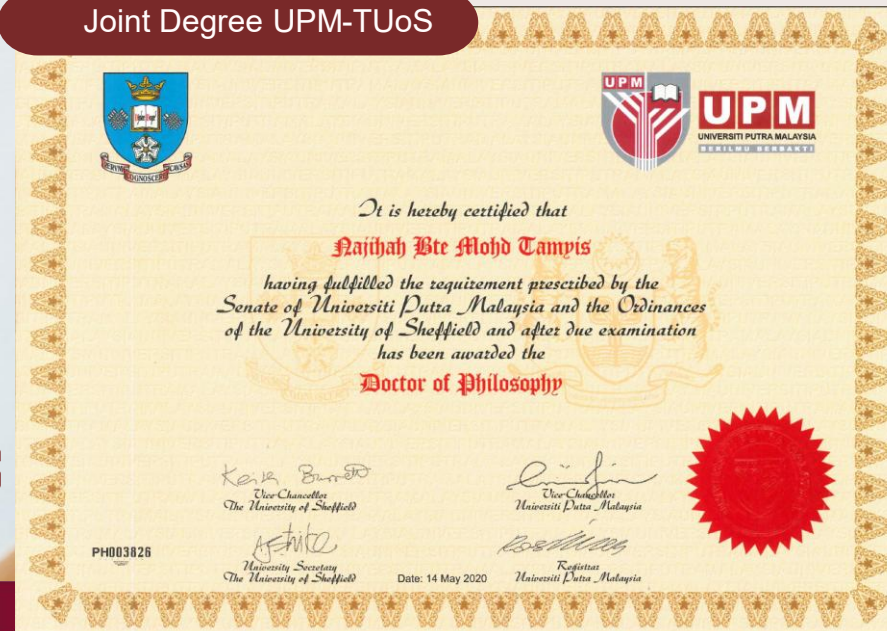 Joint Degree UPM-TUoS
RERVM COGNOSCERE CAVSAS
UPM
UPM
UNIVERSITI PUTRA MALAYSIA
BERILMU BERBAKTI
It is hereby certified that
Najihah Bte Mohd Tamyis
having fulfilled the requirement prescribed by the
Senate of Universiti Putra Malaysia and the Ordinances
of the University of Sheffield and after due examination
has been awarded the
Doctor of Philosophy
Vice-Chancellor
The University of Sheffield
Vice-Chancellor
Universiti Putra Malaysia
PH003826
University Secretary
The University of Sheffield
Date: 14 May 2020
Registrar
Universiti Putra Malaysia